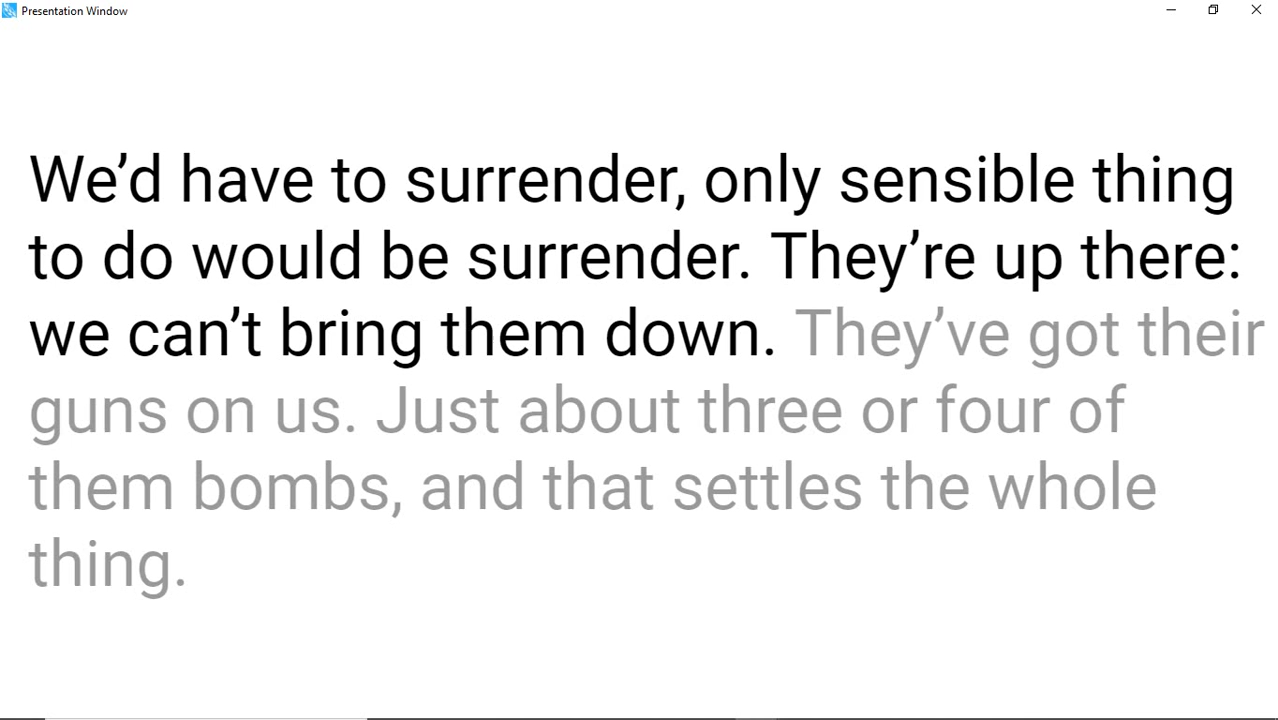 Presentation Window
We’d have to surrender, only sensible thing
to do would be surrender. They’re up there:
we can’t bring them down. They’ve got their
guns on us. Just about three or four of
them bombs, and that settles the whole
thing.